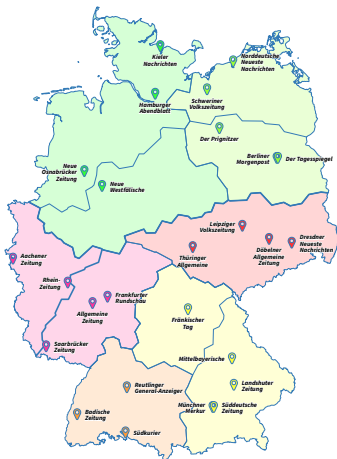 Kieler
Nachrichten
Norddeutsche
Neueste
Nachrichten
Hamburger
Abendblatt
Schweriner
Volkszeitung
Der Prignitzer
Berliner
Morgenpost
Der Tagesspiegel
Neue
Osnabrücker
Zeitung
Neue
Westfälische
Leipziger
Volkszeitung
Dresdner
Neueste
Nachrichten
Döbelner
Allgemeine
Zeitung
Thüringer
Allgemeine
Aachener
Zeitung
Rhein-
Zeitung
Frankfurter
Rundschau
Allgemeine
Zeitung
Fränkischer
Tag
Saarbrücker
Zeitung
Mittelbayerische
Reutlinger
General-Anzeiger
Landshuter
Zeitung
Münchner
Merkur
Süddeutsche
Zeitung
Badische
Zeitung
Südkurier